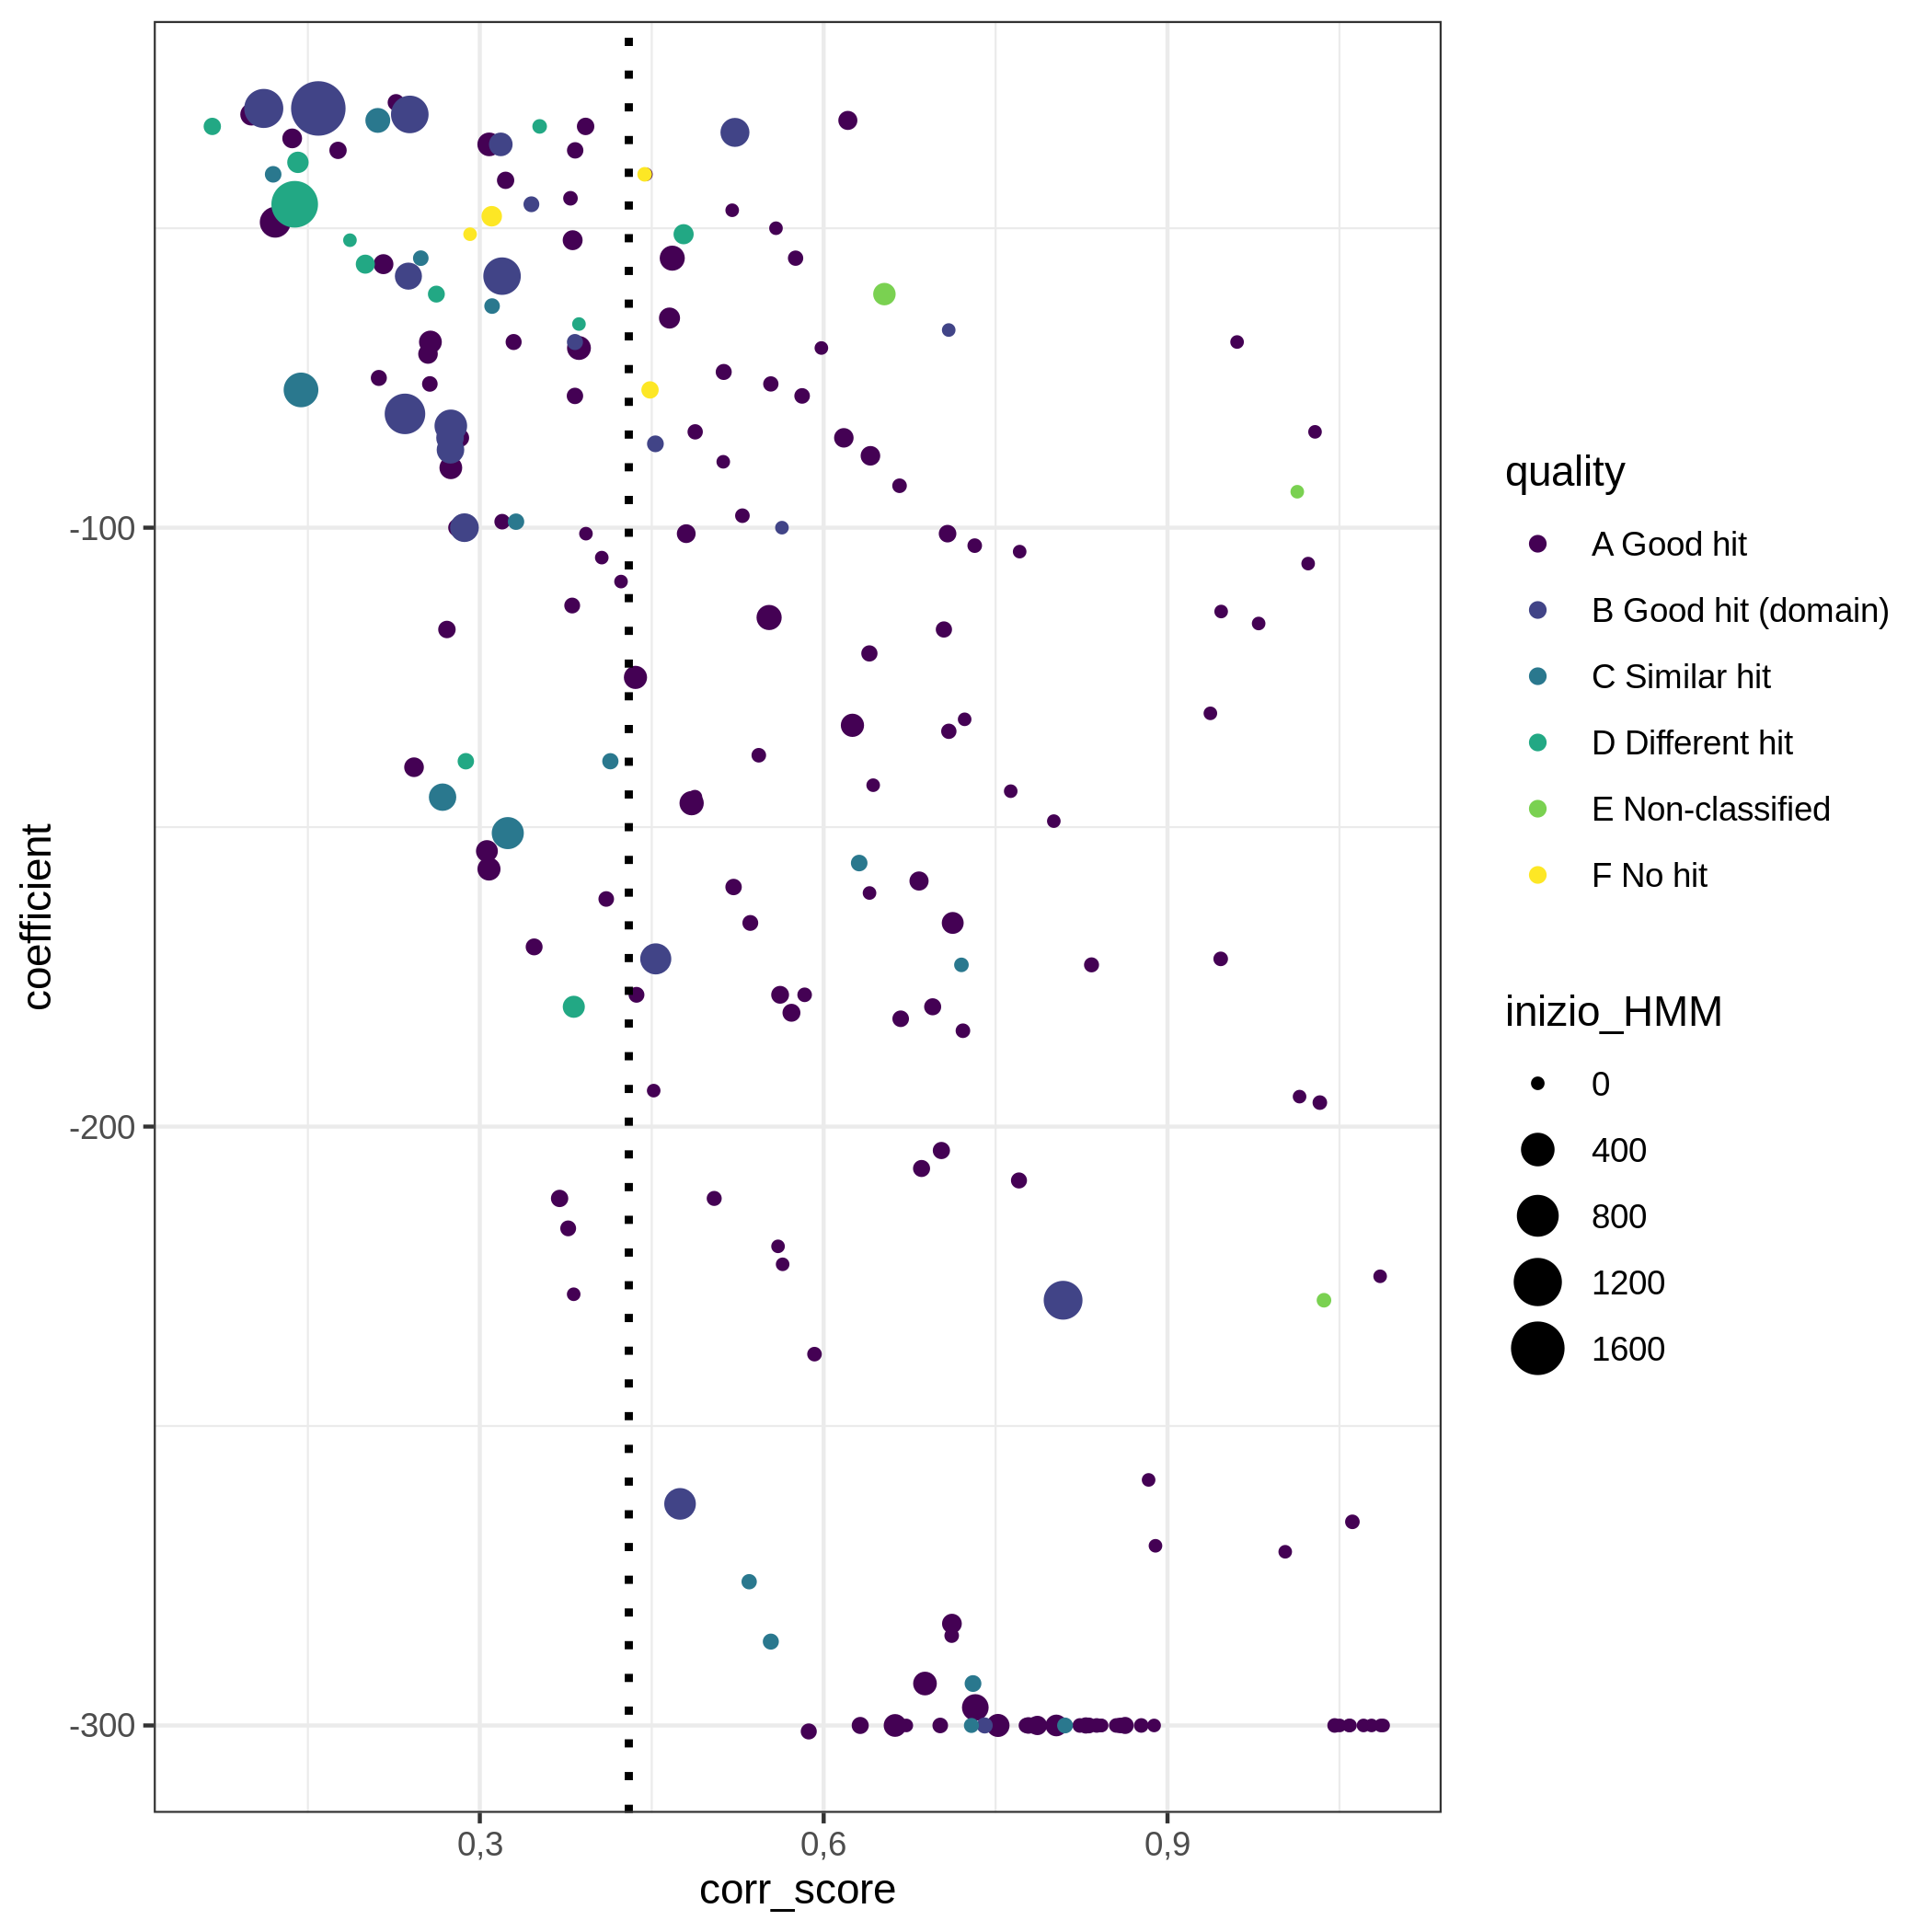 -100
-200
-300
coefficient
0,3
0,6
0,9
corr_score
quality
A Good hit
B Good hit (domain)
C Similar hit
D Different hit
E Non-classified
F No hit
inizio_HMM
0
400
800
1200
1600